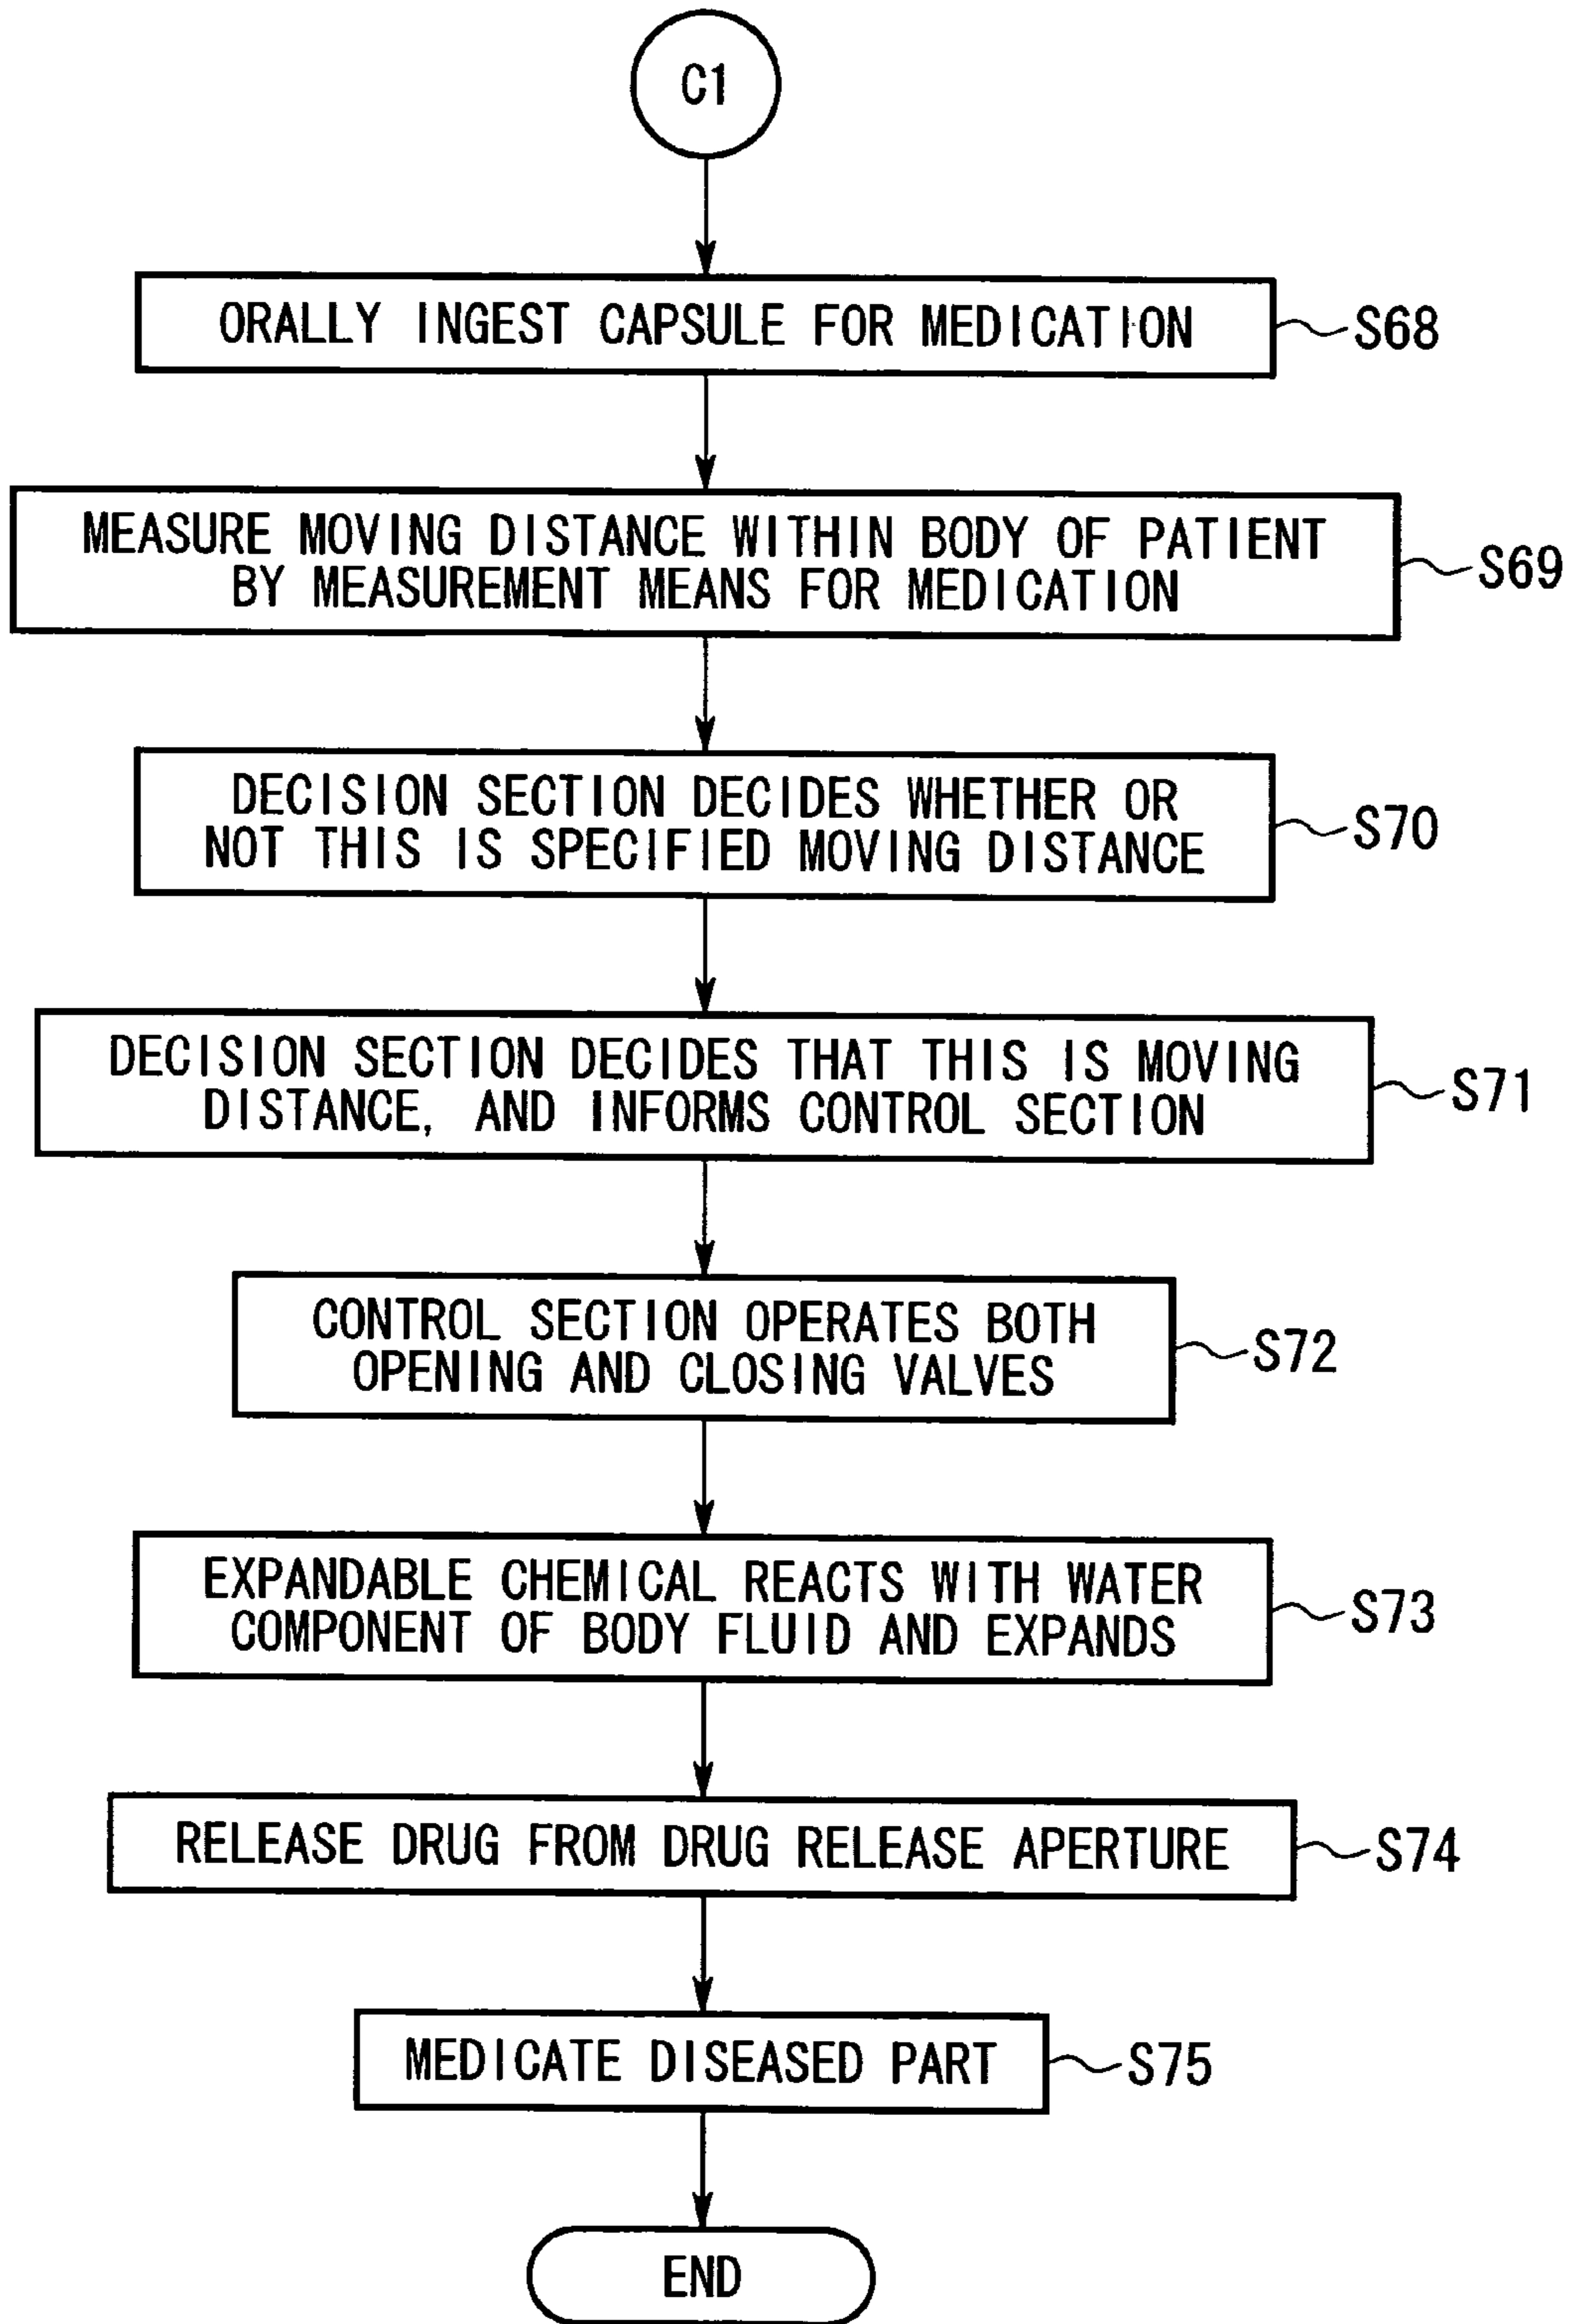 C1
ORALLY INGEST CAPSULE FOR MEDICATION
S68
MEASURE MOVING DISTANCE WITHIN BODY OF PATIENT
BY MEASUREMENT MEANS FOR MEDICATION
S69
DECISION SECTION DECIDES WHETHER OR
NOT THIS IS SPECIFIED MOVING DISTANCE
S70
DECISION SECTION DECIDES THAT THIS IS MOVING
DISTANCE, AND INFORMS CONTROL SECTION
S71
CONTROL SECTION OPERATES BOTH
OPENING AND CLOSING VALVES
S72
EXPANDABLE CHEMICAL REACTS WITH WATER
COMPONENT OF BODY FLUID AND EXPANDS
S73
RELEASE DRUG FROM DRUG RELEASE APERTURE
S74
MEDICATE DISEASED PART
S75
END